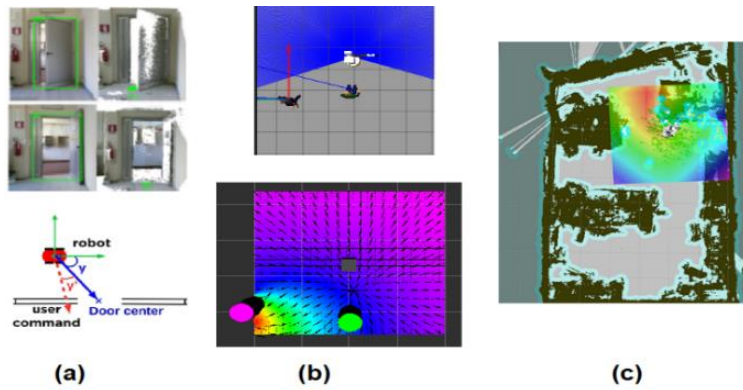 robot
γ
γ'
user
command
Door center
(a)
(b)
(c)